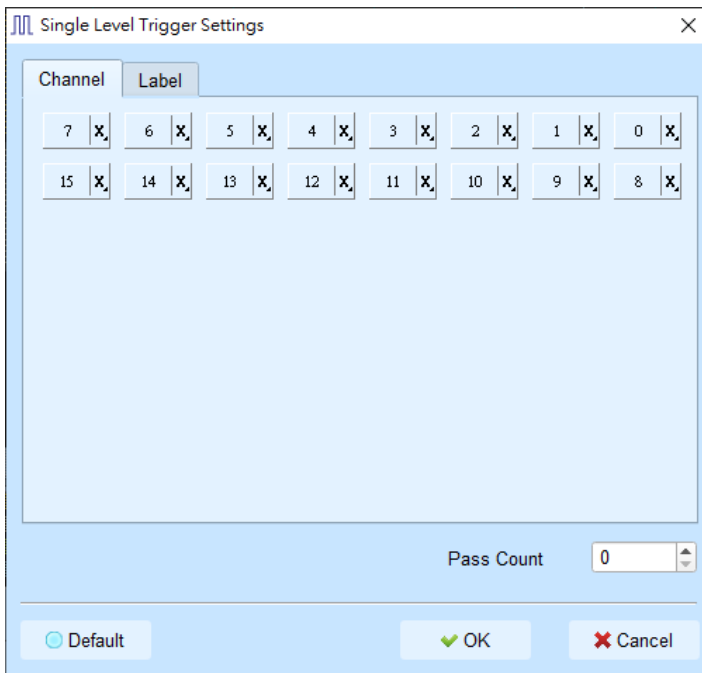 Single Level Trigger Settings
Channel Label
7 X 6 X 5 X 4 X 3 X 2 X 1 X 0 X
15 X 14 X 13 X 12 X 11 X 10 X 9 X 8 X
Pass Count 0
Default OK Cancel